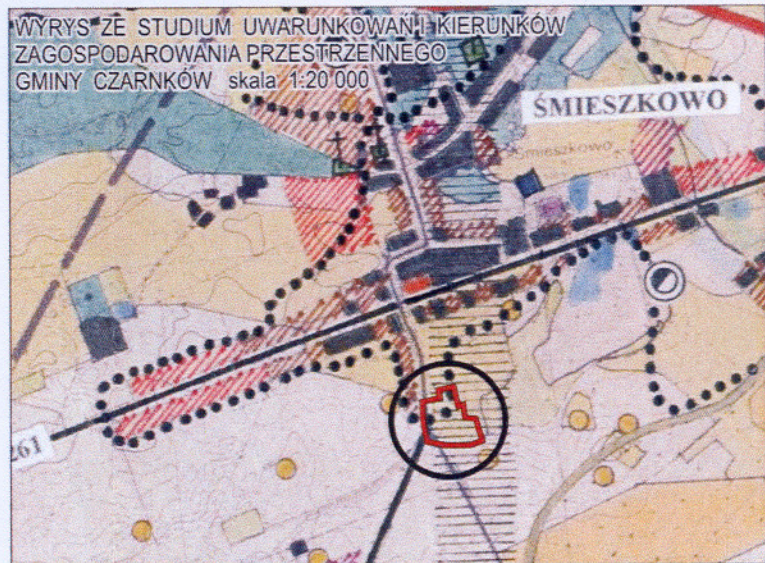 WYRYS ZE STUDIUM UWARUNKOWAŃ I KIERUNKÓW
ZAGOSPODAROWANIA PRZESTRZENNEGO
GMINY CZARNKÓW skala 1:20 000
ŚMIESZKOWO
Śmieszkowo
261